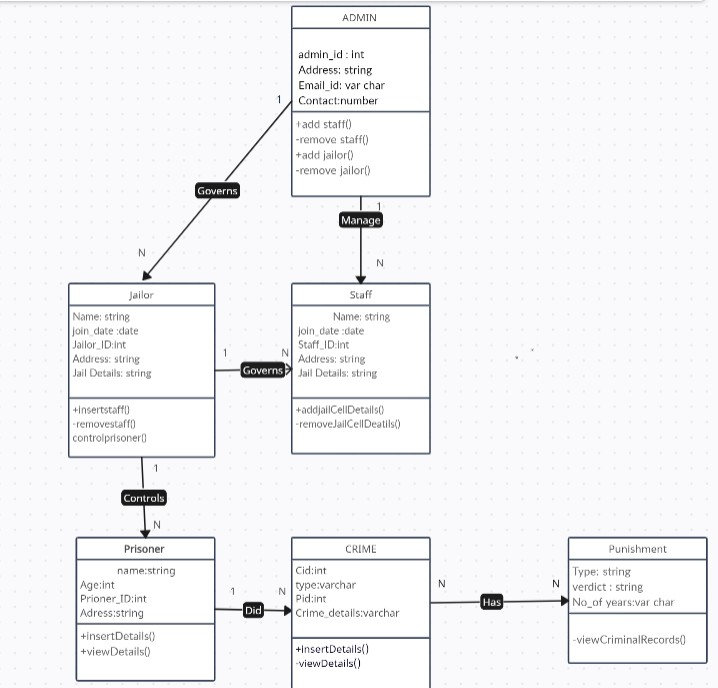 ADMIN
admin_id : int
Address: string
Email_id: var char
Contact:number
+add staff()
-remove staff()
+add jailor()
-remove jailor()
1
Governs
N
1
Manage
N
Jailor
Name: string
join_date :date
Jailor_ID:int
Address: string
Jail Details: string
+insertstaff()
-removestaff()
controlprisoner()
1
Governs
N
Staff
Name: string
join_date :date
Staff_ID:int
Address: string
Jail Details: string
+addjailCellDetails()
-removeJailCellDeatils()
1
Controls
N
Prisoner
name:string
Age:int
Prioner_ID:int
Adress:string
+insertDetails()
+viewDetails()
1
Did
N
CRIME
Cid:int
type:varchar
Pid:int
Crime_details:varchar
+insertDetails()
-viewDetails()
N
Has
N
Punishment
Type: string
verdict : string
No_of years:var char
-viewCriminalRecords()